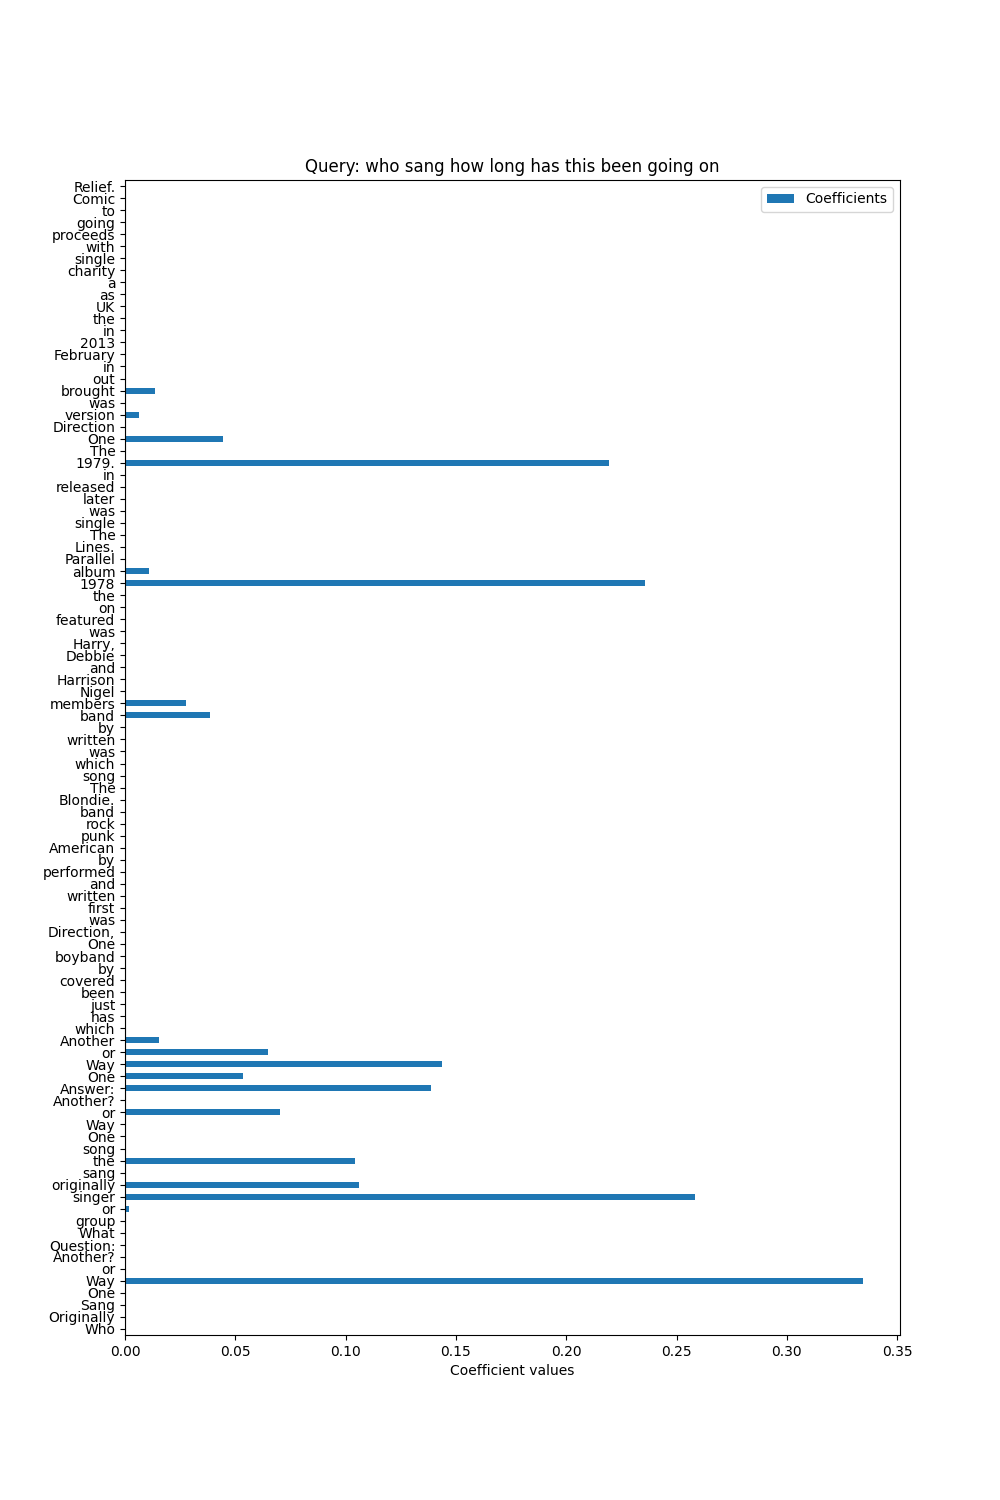 Query: who sang how long has this been going on
Coefficients
Relief.
Comic
to
going
proceeds
with
single
charity
a
as
UK
the
in
2013
February
in
out
brought
was
version
Direction
One
The
1979.
in
released
later
was
single
The
Lines.
Parallel
album
1978
the
on
featured
was
Harry,
Debbie
and
Harrison
Nigel
members
band
by
written
was
which
song
The
Blondie.
band
rock
punk
American
by
performed
and
written
first
was
Direction,
One
boyband
by
covered
been
just
has
which
Another
or
Way
One
Answer:
Another?
or
Way
One
song
the
sang
originally
singer
or
group
What
Question:
Another?
or
Way
One
Sang
Originally
Who
0.00 0.05 0.10 0.15 0.20 0.25 0.30 0.35
Coefficient values